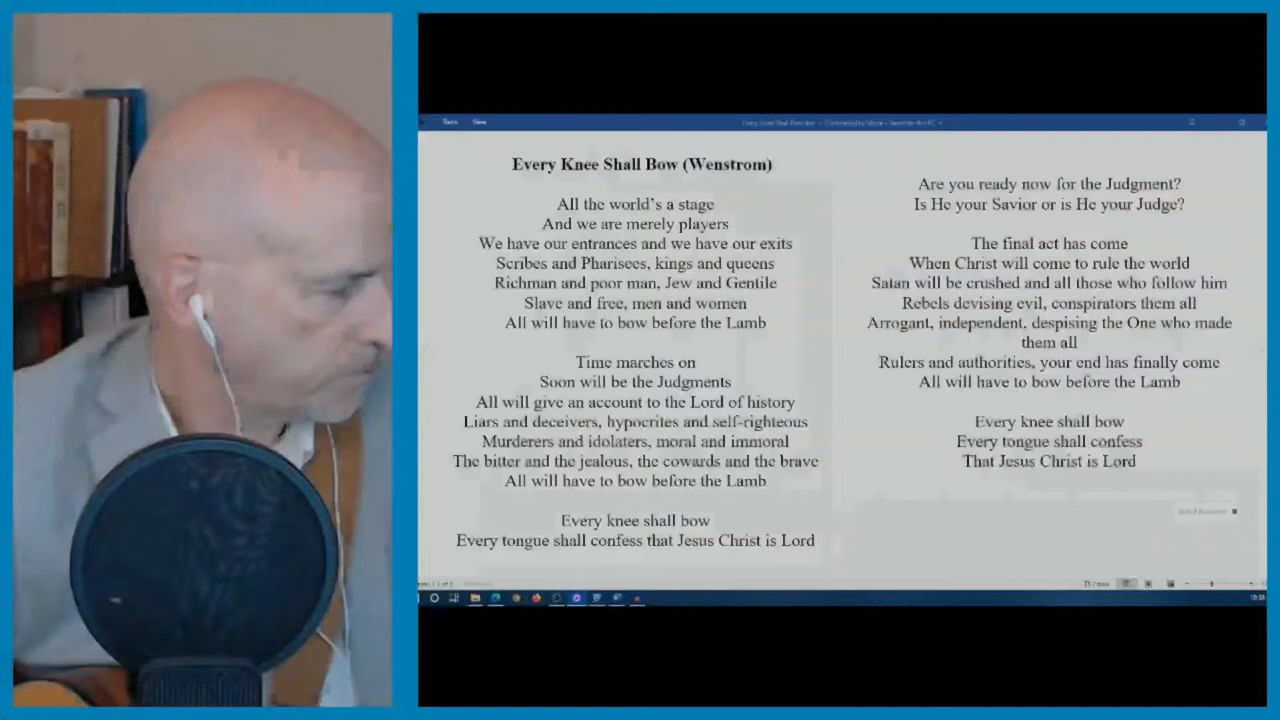 View
Every Knee Shall Bow (Wenstrom)
All the world's a stage
And we are merely players
We have our entrances and we have our exits
Scribes and Pharisees, kings and queens
Richman and poor man, Jew and Gentile
Slave and free, men and women
All will have to bow before the Lamb
Time marches on
Soon will be the Judgments
All will give an account to the Lord of history
Liars and deceivers, hypocrites and self-righteous
Murderers and idolaters, moral and immoral
The bitter and the jealous, the cowards and the brave
All will have to bow before the Lamb
Every knee shall bow
Every tongue shall confess that Jesus Christ is Lord
Are you ready now for the Judgment?
Is He your Savior or is He your Judge?
The final act has come
When Christ will come to rule the world
Satan will be crushed and all those who follow him
Rebels devising evil, conspirators them all
Arrogant, independent, despising the One who made
them all
Rulers and authorities, your end has finally come
All will have to bow before the Lamb
Every knee shall bow
Every tongue shall confess
That Jesus Christ is Lord